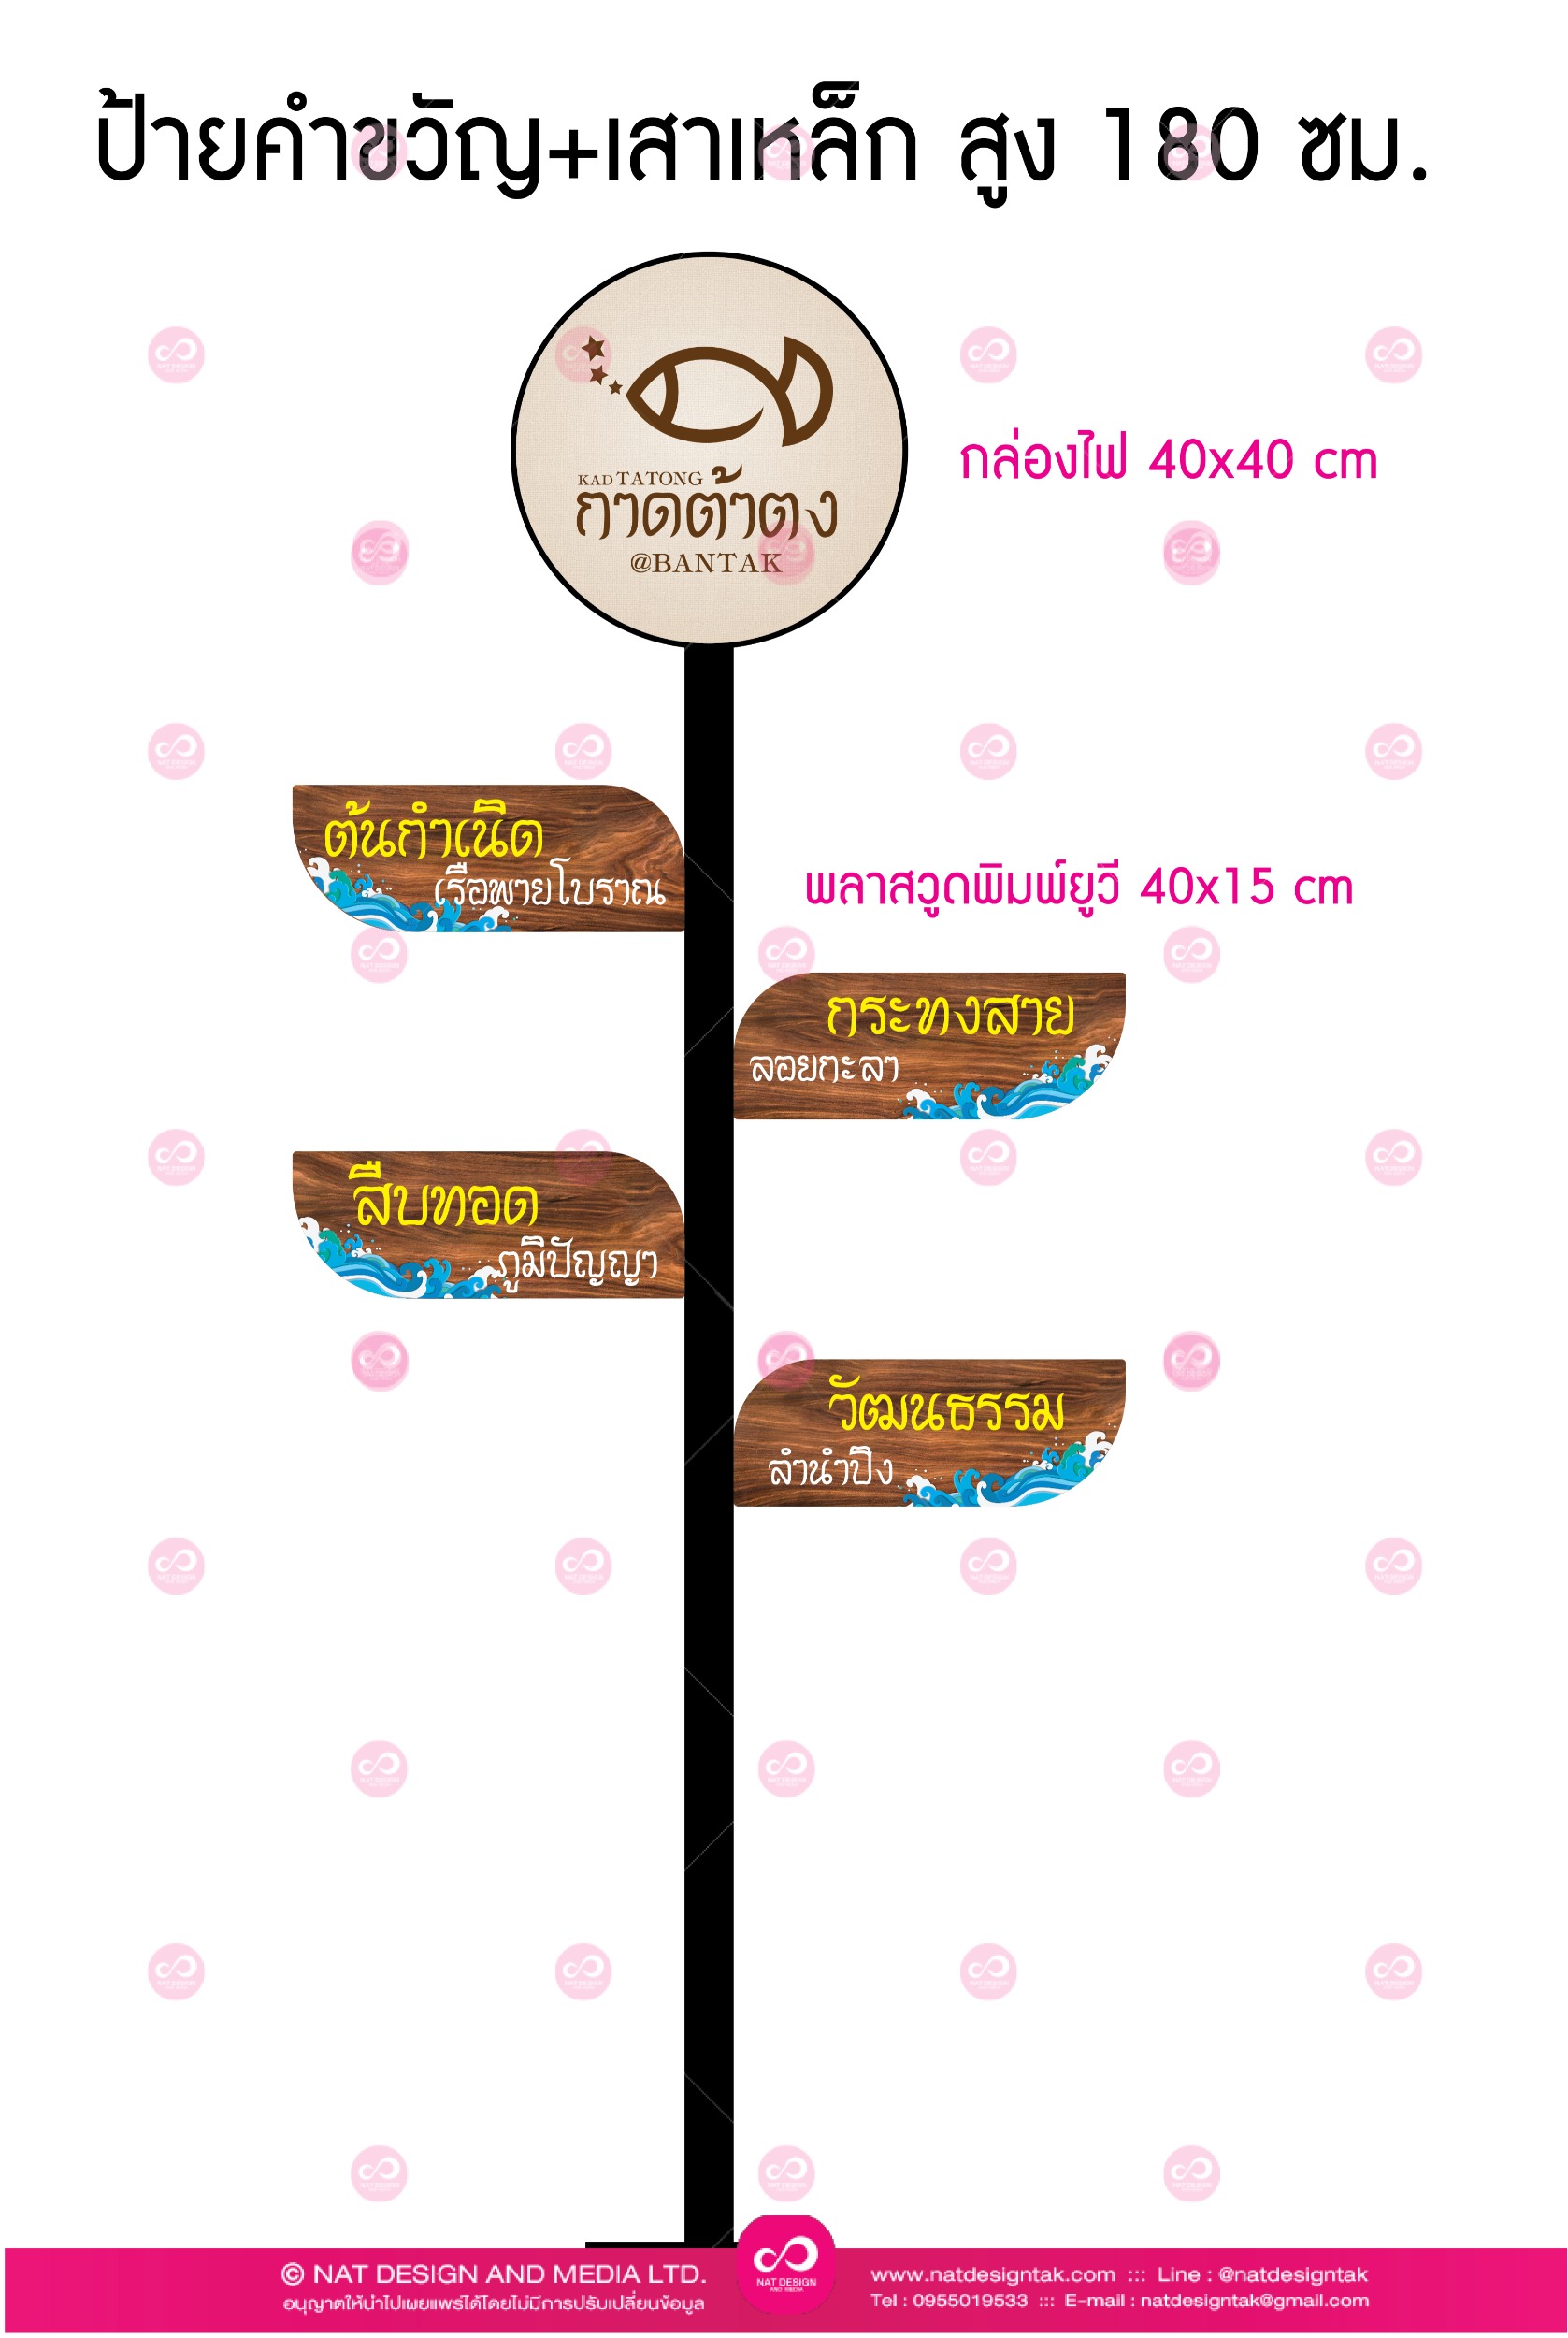 ป้ายคำขวัญ+เสาเหล็ก สูง 180 ซม.
KAD TATONG
กาดต้าตง
@BANTAK
กล่องไฟ 40x40 cm
ต้นกำเนิด
เรือพายโบราณ
พลาสวูดพิมพ์ยูวี 40x15 cm
กระทงสาย
ลอยกะลา
สืบทอด
ภูมิปัญญา
วัฒนธรรม
ลำนำปิง
© NAT DESIGN AND MEDIA LTD.
อนุญาตให้นำไปเผยแพร่ได้โดยไม่มีการปรับเปลี่ยนข้อมูล
NAT DESIGN
AND MEDIA
www.natdesigntak.com ::: Line : @natdesigntak
Tel : 0955019533 ::: E-mail : natdesigntak@gmail.com